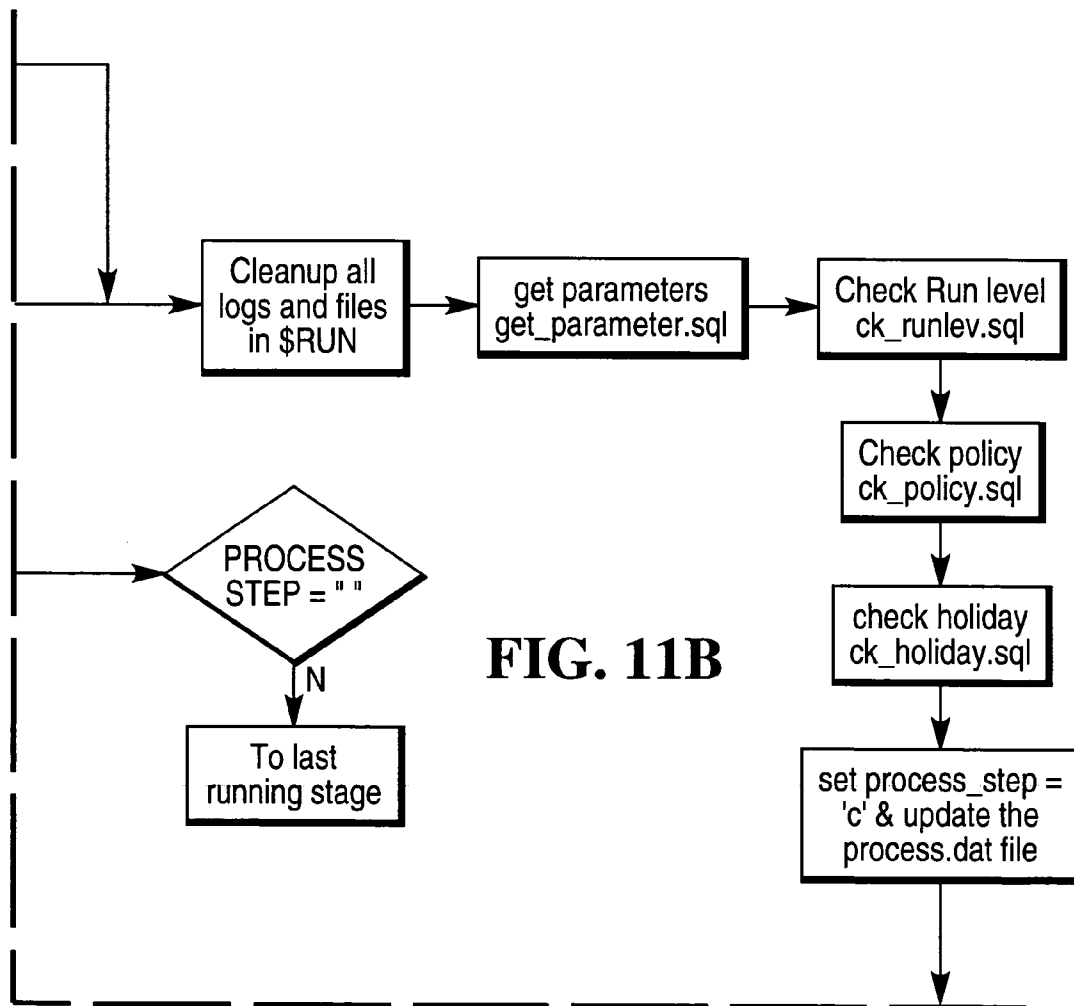 Cleanup all
logs and files
in $RUN
get parameters
get_parameter.sql
Check Run level
ck_runlev.sql
Check policy
ck_policy.sql
check holiday
ck_holiday.sql
set process_step =
'c' & update the
process.dat file
PROCESS
STEP = " "
N
To last
running stage
FIG. 11B